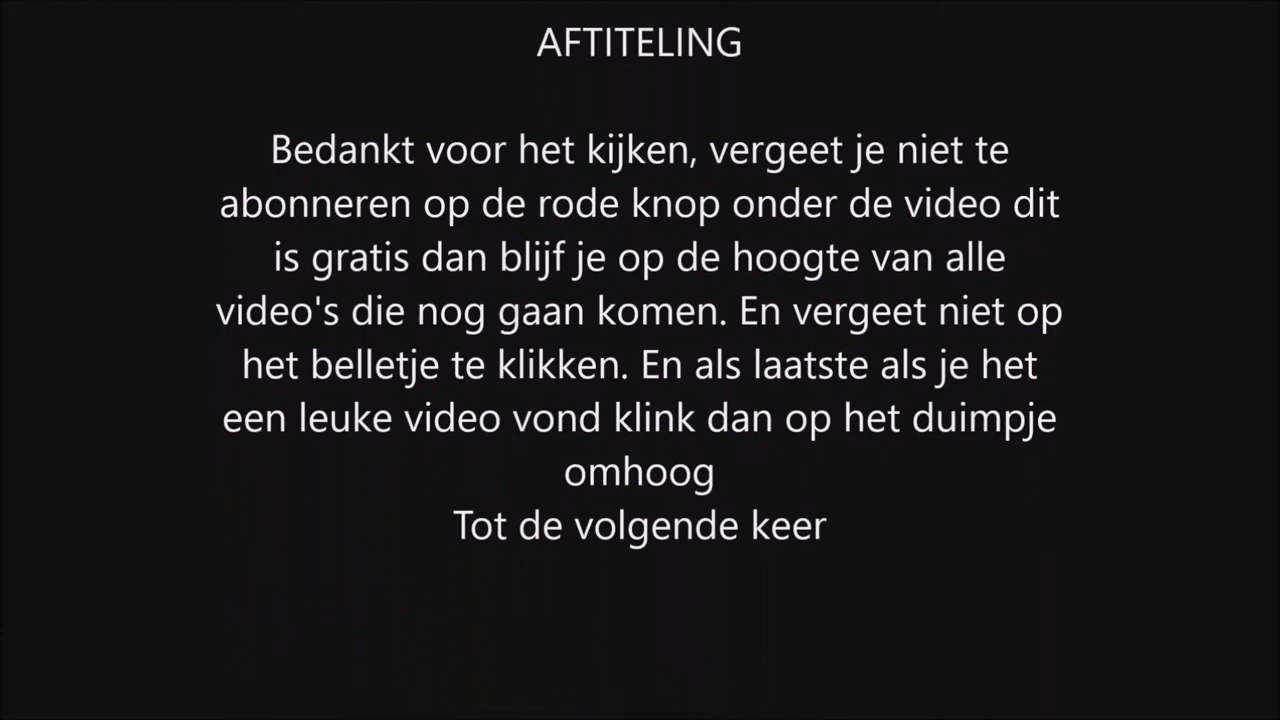 AFTITELING
Bedankt voor het kijken, vergeet je niet te
abonneren op de rode knop onder de video dit
is gratis dan blijf je op de hoogte van alle
video's die nog gaan komen. En vergeet niet op
het belletje te klikken. En als laatste als je het
een leuke video vond klink dan op het duimpje
omhoog
Tot de volgende keer